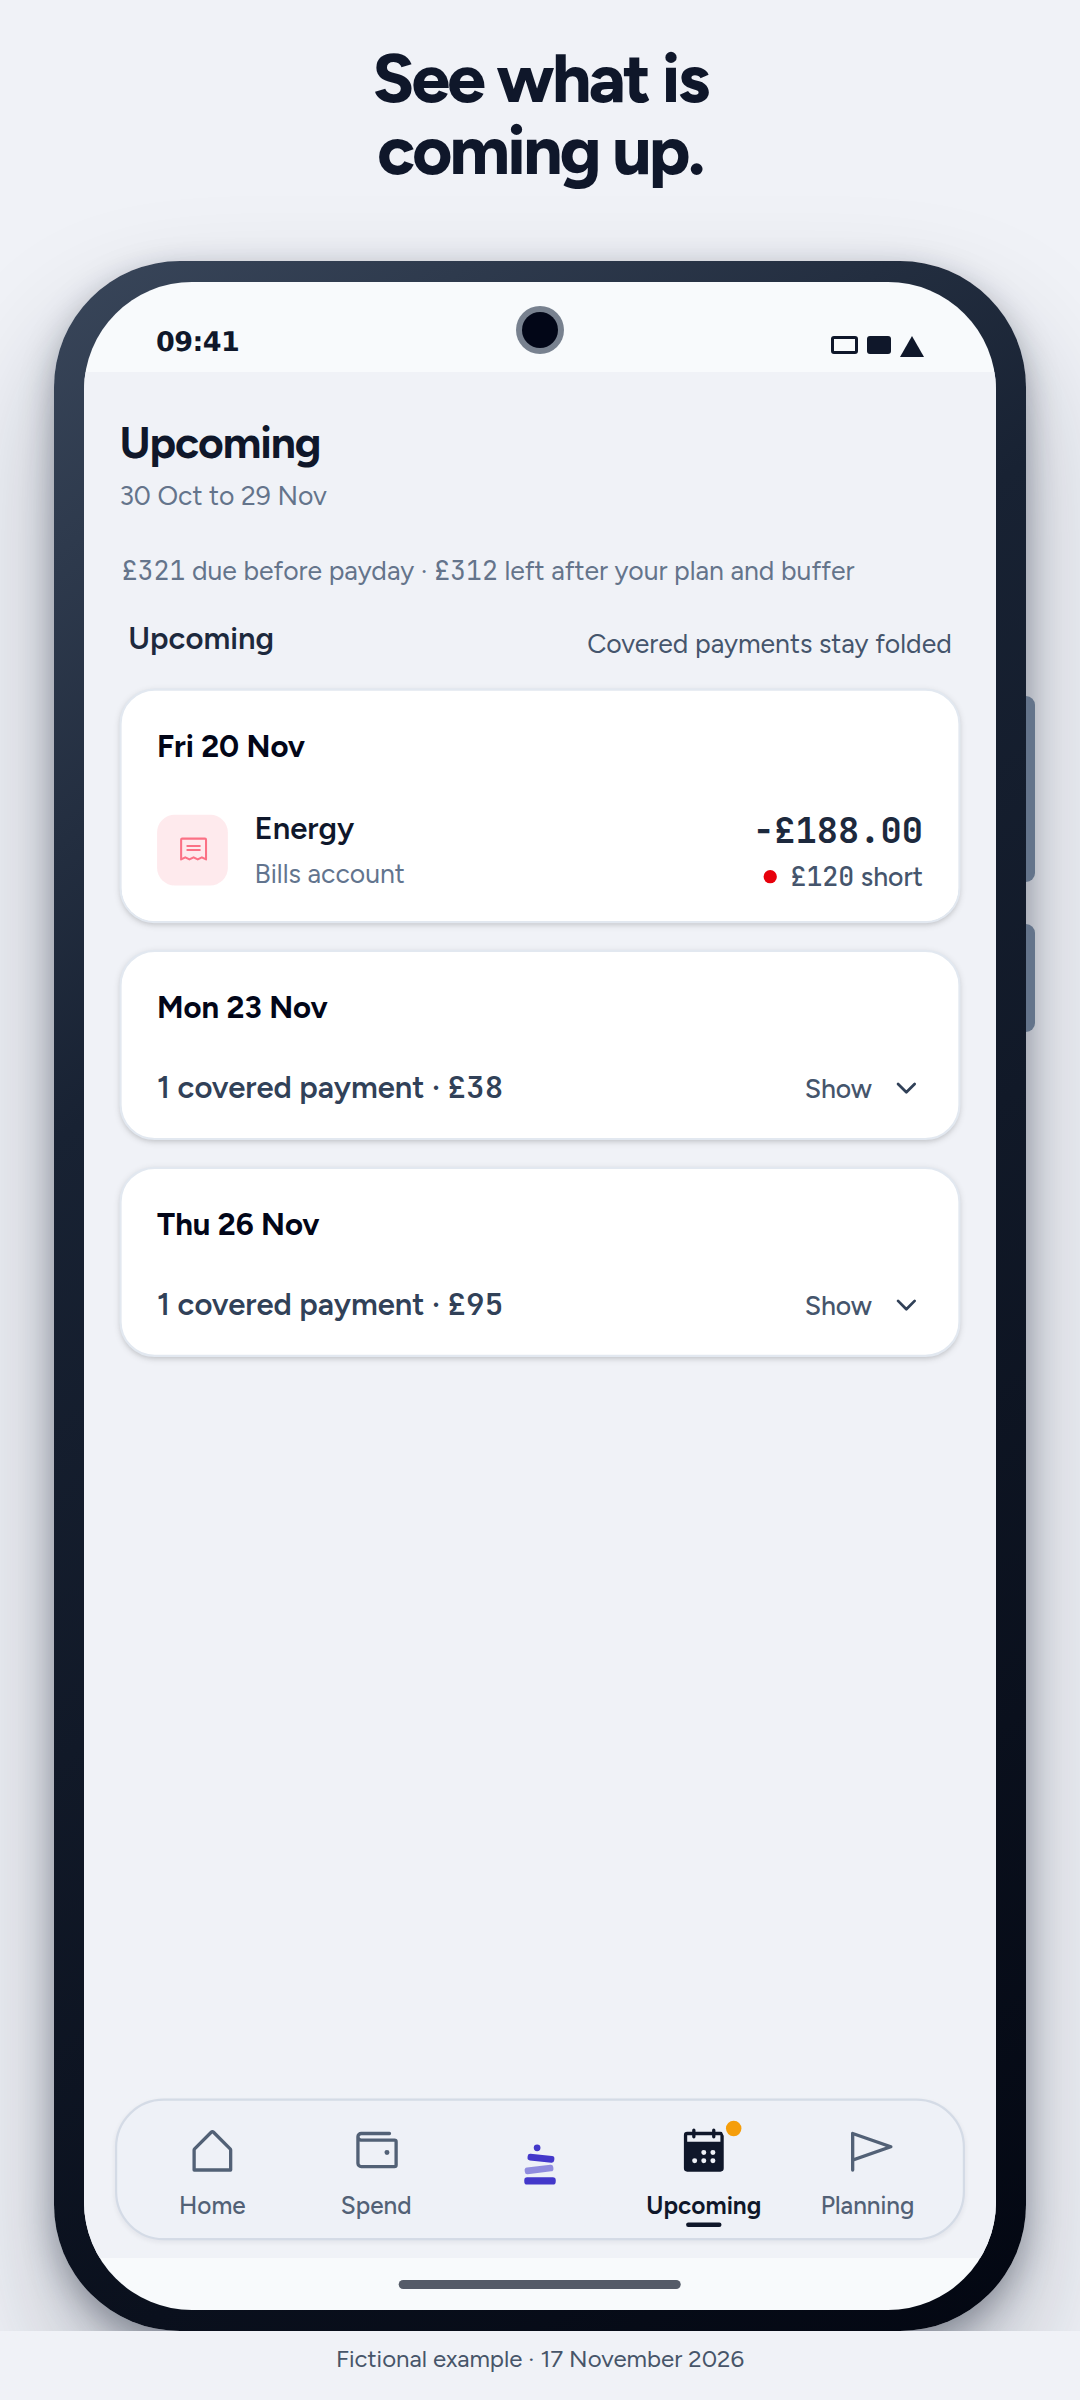 See what is
coming up.
09:41
Upcoming
30 Oct to 29 Nov
£321 due before payday · £312 left after your plan and buffer
Upcoming
Covered payments stay folded
Fri 20 Nov
Energy
-£188.00
Bills account
£120 short
Mon 23 Nov
1 covered payment · £38
Show
Thu 26 Nov
1 covered payment · £95
Show
Home
Spend
Upcoming
Planning
Fictional example · 17 November 2026